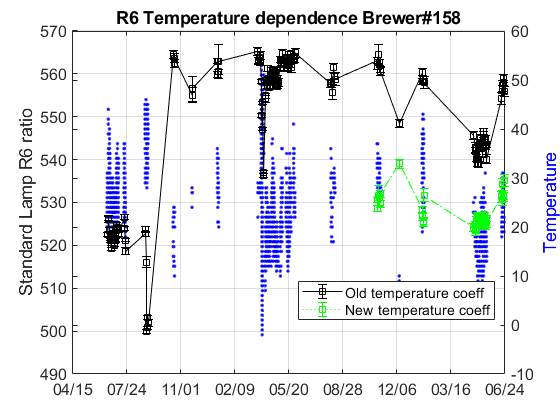 R6 Temperature dependence Brewer#158
570
560
550
540
530
520
510
500
490
Standard Lamp R6 ratio
60
50
40
30
20
10
0
-10
Temperature
Old temperature coeff
New temperature coeff
04/15 07/24 11/01 02/09 05/20 08/28 12/06 03/16 06/24